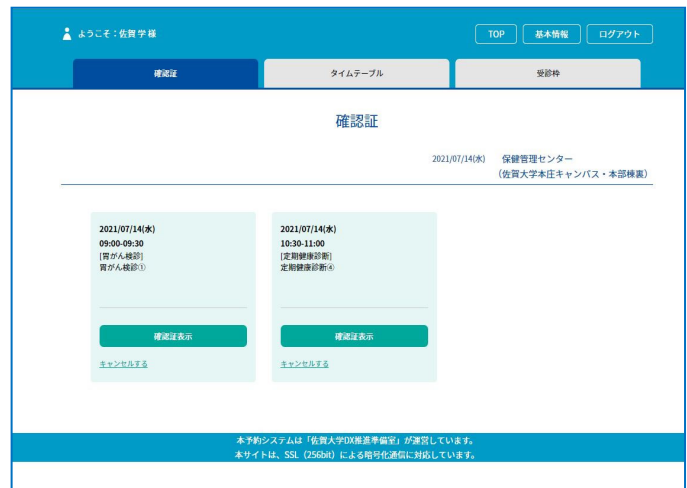 ようこそ：佐賀 学 様
TOP 基本情報 ログアウト
確認証 タイムテーブル 受診枠
確認証
2021/07/14(水) 保健管理センター
（佐賀大学本庄キャンパス・本部棟裏）
2021/07/14(水)
09:00-09:30
[胃がん検診]
胃がん検診①
確認証表示
キャンセルする
2021/07/14(水)
10:30-11:00
[定期健康診断]
定期健康診断④
確認証表示
キャンセルする
本予約システムは「佐賀大学DX推進準備室」が運営しています。
本サイトは、SSL（256bit）による暗号化通信に対応しています。